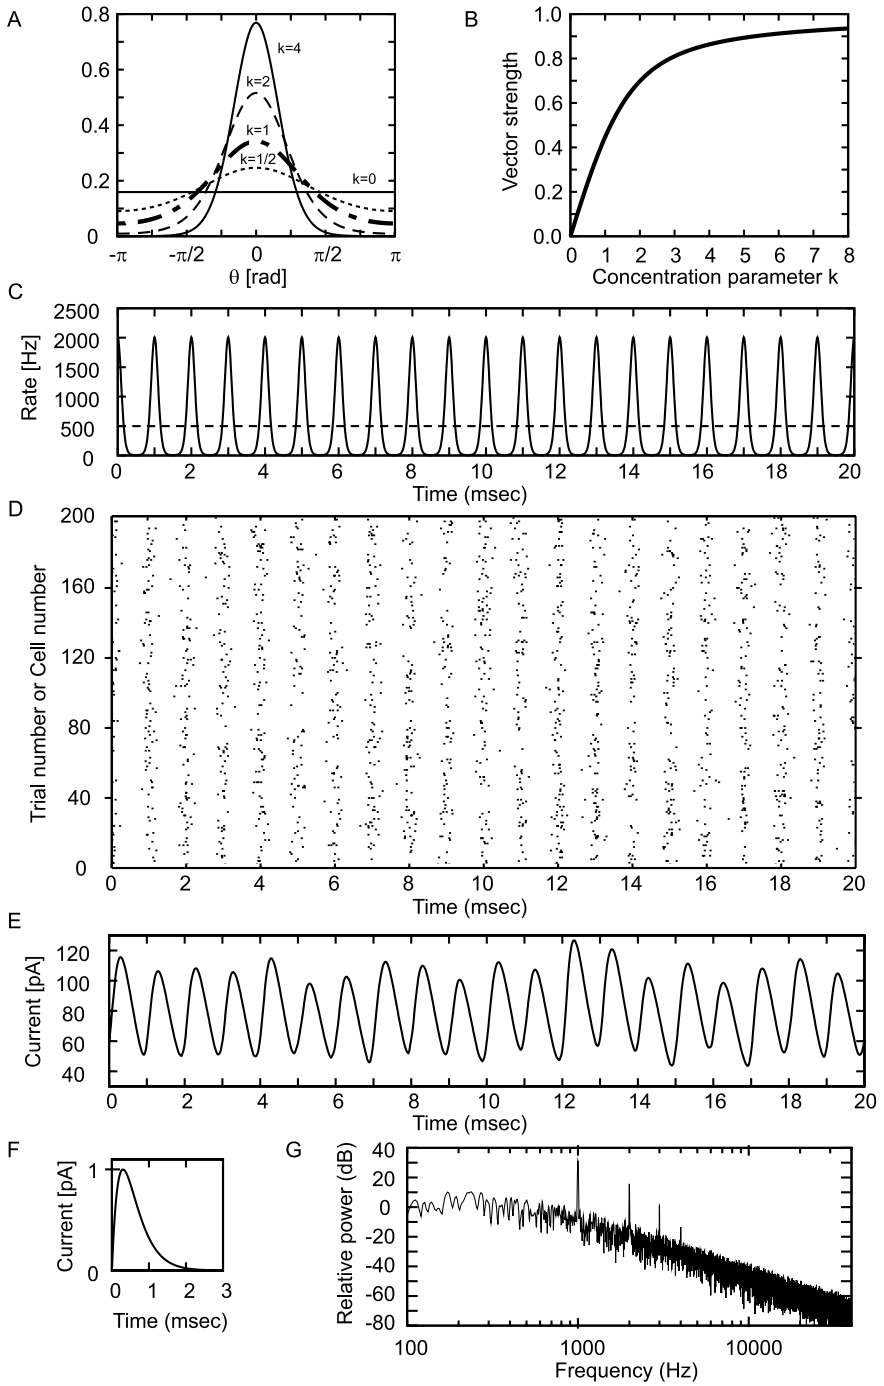 A
0.8
0.6
0.4
0.2
0
k=4
k=2
k=1
k=1/2
k=0
-π
-π/2
0
π/2
π
θ [rad]
B
Vector strength
1.0
0.8
0.6
0.4
0.2
0.0
0 1 2 3 4 5 6 7 8
Concentration parameter k
C
Rate [Hz]
2500
2000
1500
1000
500
0
0 2 4 6 8 10 12 14 16 18 20
Time (msec)
D
Trial number or Cell number
200
160
120
80
40
0
0 2 4 6 8 10 12 14 16 18 20
Time (msec)
E
Current [pA]
120
100
80
60
40
0 2 4 6 8 10 12 14 16 18 20
Time (msec)
F
Current [pA]
1
0
0 1 2 3
Time (msec)
G
Relative power (dB)
40
20
0
-20
-40
-60
-80
100 1000 10000
Frequency (Hz)